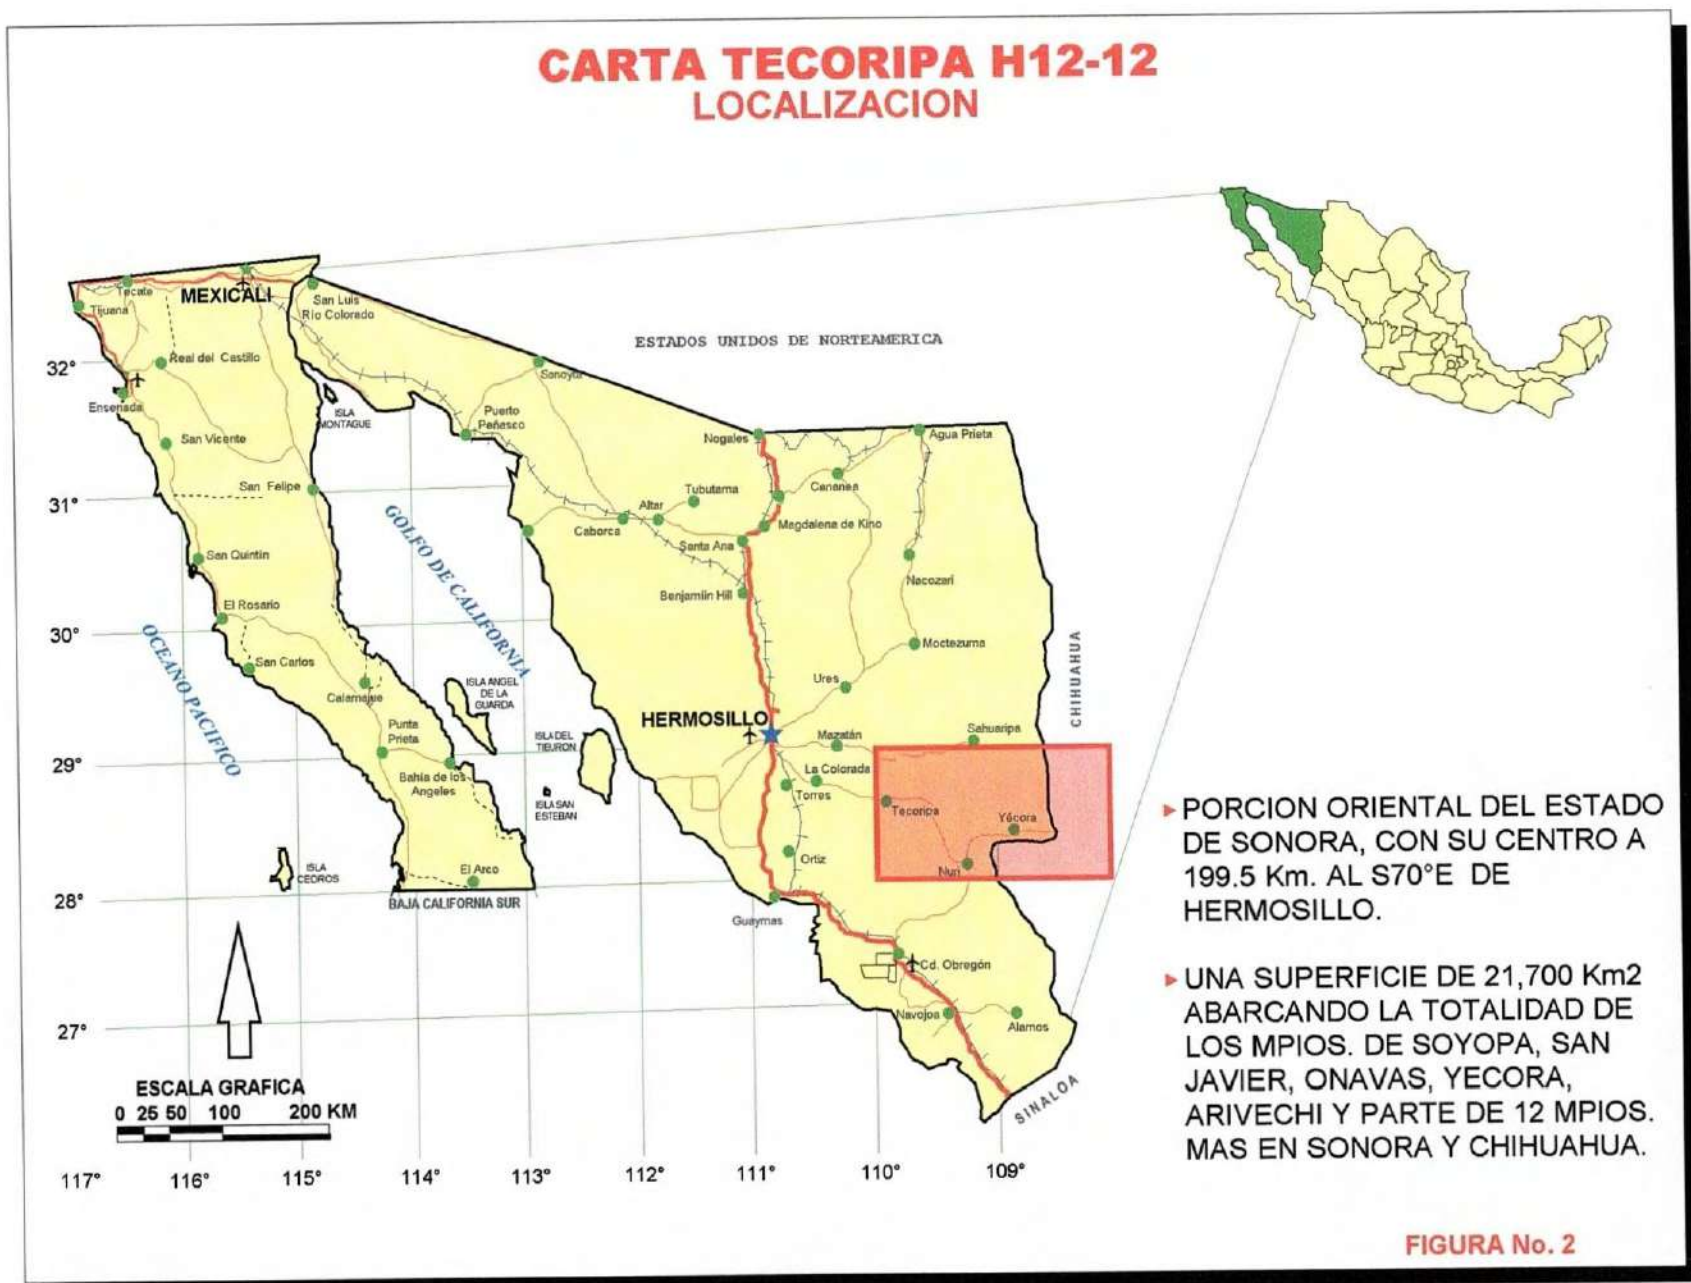 CARTA TECORIPA H12-12
LOCALIZACION
MEXICALI
Tecate
Tijuana
San Luis
Rio Colorado
ESTADOS UNIDOS DE NORTEAMERICA
32°
Real del Castillo
Sonoyta
Ensenada
ISLA
MONTAGUE
Puerto
Peñasco
Nogales
Agua Prieta
San Vicente
31°
San Felipe
Tubutama
Cananea
Altar
Caborca
Magdalena de Kino
Santa Ana
GOLFO DE CALIFORNIA
San Quintin
Nacozari
Benjamiin Hill
El Rosario
30°
OCEANO PACIFICO
Moctezuma
CHIHUAHUA
San Carlos
Calamajue
ISLA ANGEL
DE LA
GUARDA
Ures
HERMOSILLO
Punta
Prieta
ISLA DEL
TIBURON
Mazatán
Sahuaripa
29°
Bahia de los
Angeles
La Colorada
Torres
ISLA SAN
ESTEBAN
Tecoripa
Yécora
Ortiz
Nuri
ISLA
CEDROS
El Arco
28°
BAJA CALIFORNIA SUR
Guaymas
Cd. Obregón
Navojoa
Alamos
27°
SINALOA
ESCALA GRAFICA
0 25 50 100 200 KM
117° 116° 115° 114° 113° 112° 111° 110° 109°
PORCION ORIENTAL DEL ESTADO
DE SONORA, CON SU CENTRO A
199.5 Km. AL S70°E DE
HERMOSILLO.
UNA SUPERFICIE DE 21,700 Km2
ABARCANDO LA TOTALIDAD DE
LOS MPIOS. DE SOYOPA, SAN
JAVIER, ONAVAS, YECORA,
ARIVECHI Y PARTE DE 12 MPIOS.
MAS EN SONORA Y CHIHUAHUA.
FIGURA No. 2